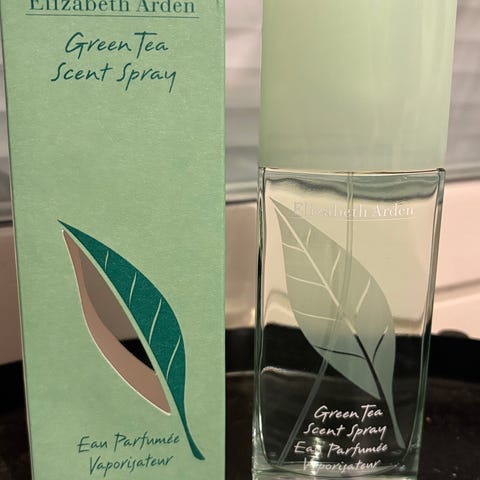 Elizabeth Arden
Green Tea
Scent Spray
Eau Parfumée
Vaporisateur
Elizabeth Arden
Green Tea
Scent Spray
Eau Parfumée
Vaporisateur